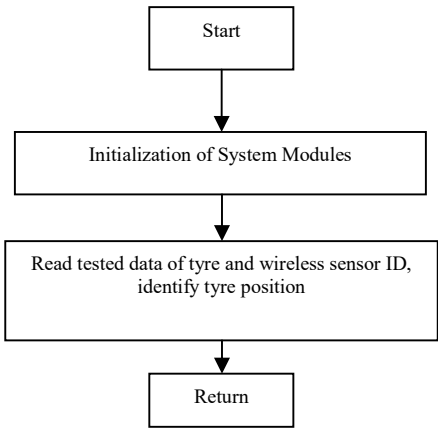 Start
Initialization of System Modules
Read tested data of tyre and wireless sensor ID,
identify tyre position
Return